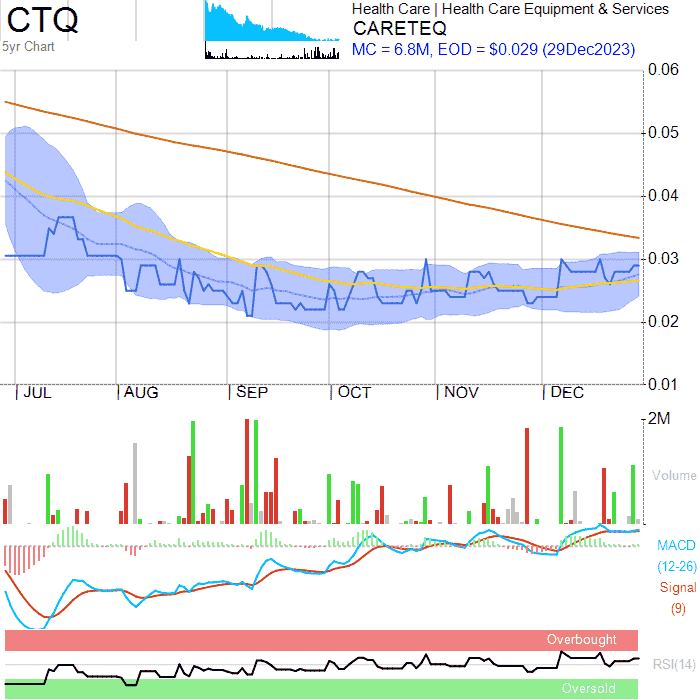 CTQ
5yr Chart
Health Care | Health Care Equipment & Services
CARETEQ
MC = 6.8M, EOD = $0.029 (29Dec2023)
0.06
0.05
0.04
0.03
0.02
0.01
JUL AUG SEP OCT NOV DEC
2M
Volume
MACD
(12-26)
Signal
(9)
Overbought
RSI(14)
Oversold